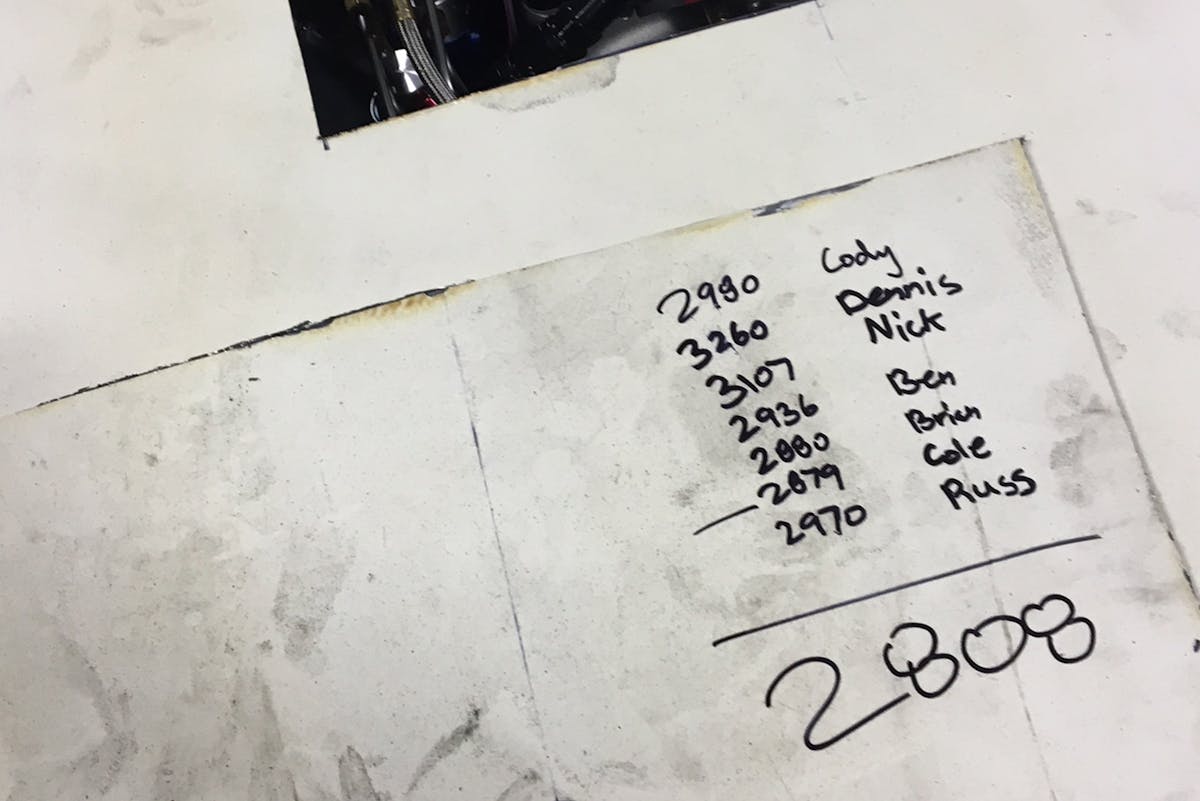 2980 Cody
3260 Dennis
3107 Nick
2936 Ben
2880 Brian
2879 Cole
2970 Russ
2808